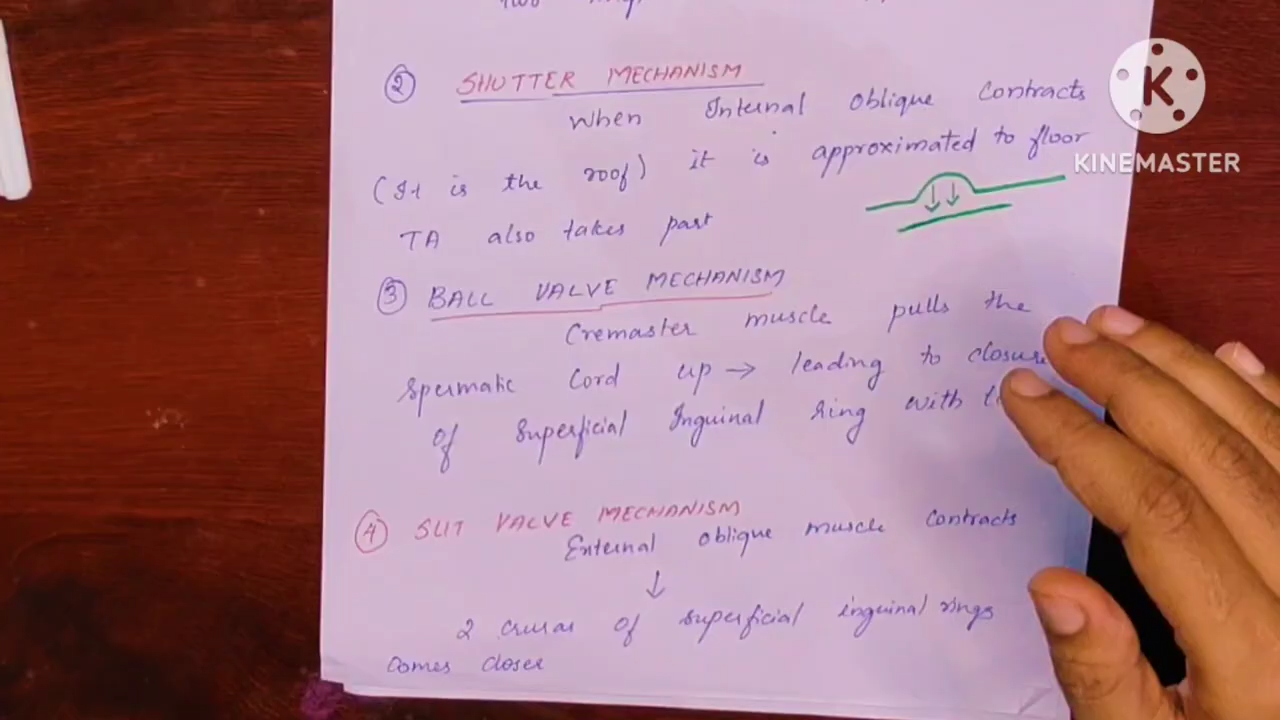 two
② SHUTTER MECHANISM
When Internal oblique contracts
(It is the roof) it is approximated to floor
TA also takes part
③ BALL VALVE MECHANISM
Cremaster muscle pulls the
spermatic cord up → leading to closure
of superficial Inguinal ring with
④ SLIT VALVE MECHANISM
External oblique muscle contracts
↓
2 cruras of superficial inguinal rings
comes closer
K
KINEMASTER